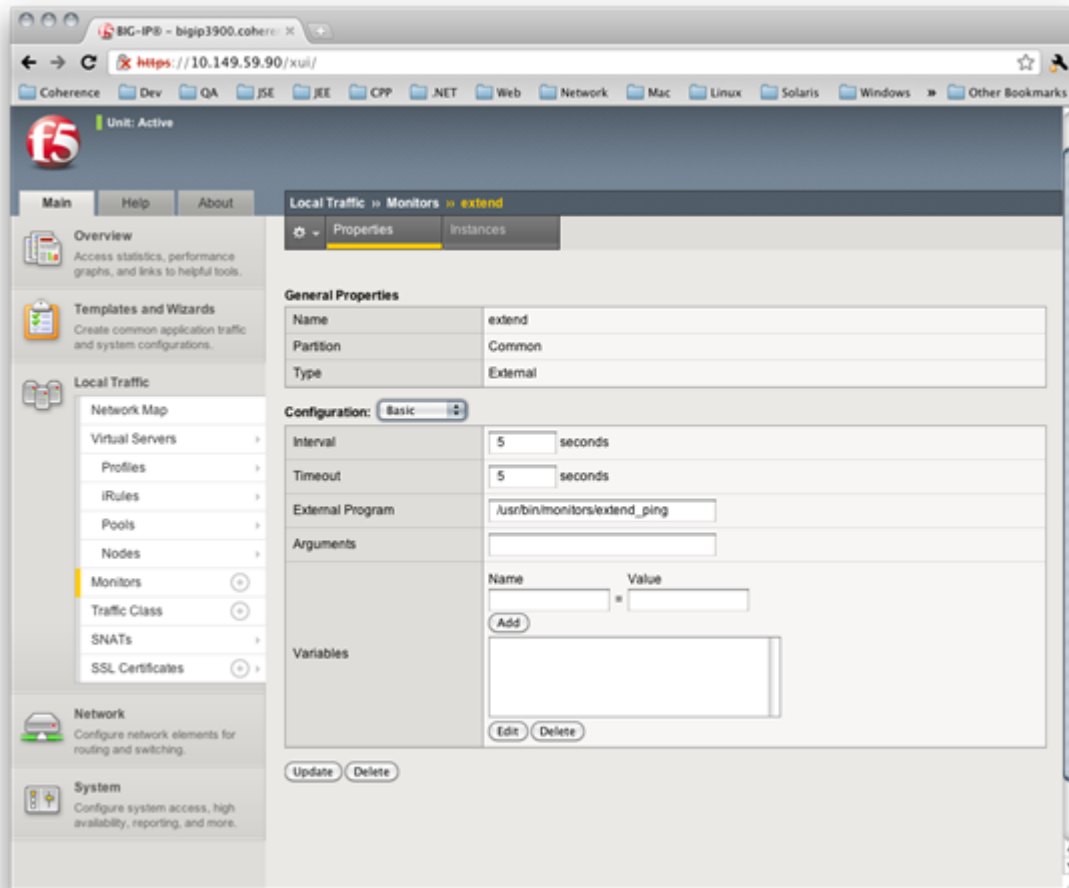 BIG-IP® – bigip3900.cohere
https://10.149.59.90/xui/
Coherence Dev QA JSE JEE CPP .NET Web Network Mac Linux Solaris Windows » Other Bookmarks
f5
Unit: Active
Main Help About
Local Traffic » Monitors » extend
Properties Instances
Overview
Access statistics, performance
graphs, and links to helpful tools.
Templates and Wizards
Create common application traffic
and system configurations.
Local Traffic
Network Map
Virtual Servers
Profiles
iRules
Pools
Nodes
Monitors
Traffic Class
SNATs
SSL Certificates
Network
Configure network elements for
routing and switching.
System
Configure system access, high
availability, reporting, and more.
General Properties
Name extend
Partition Common
Type External
Configuration: Basic
Interval 5 seconds
Timeout 5 seconds
External Program /usr/bin/monitors/extend_ping
Arguments
Variables
Name Value
=
Add
Edit Delete
Update Delete